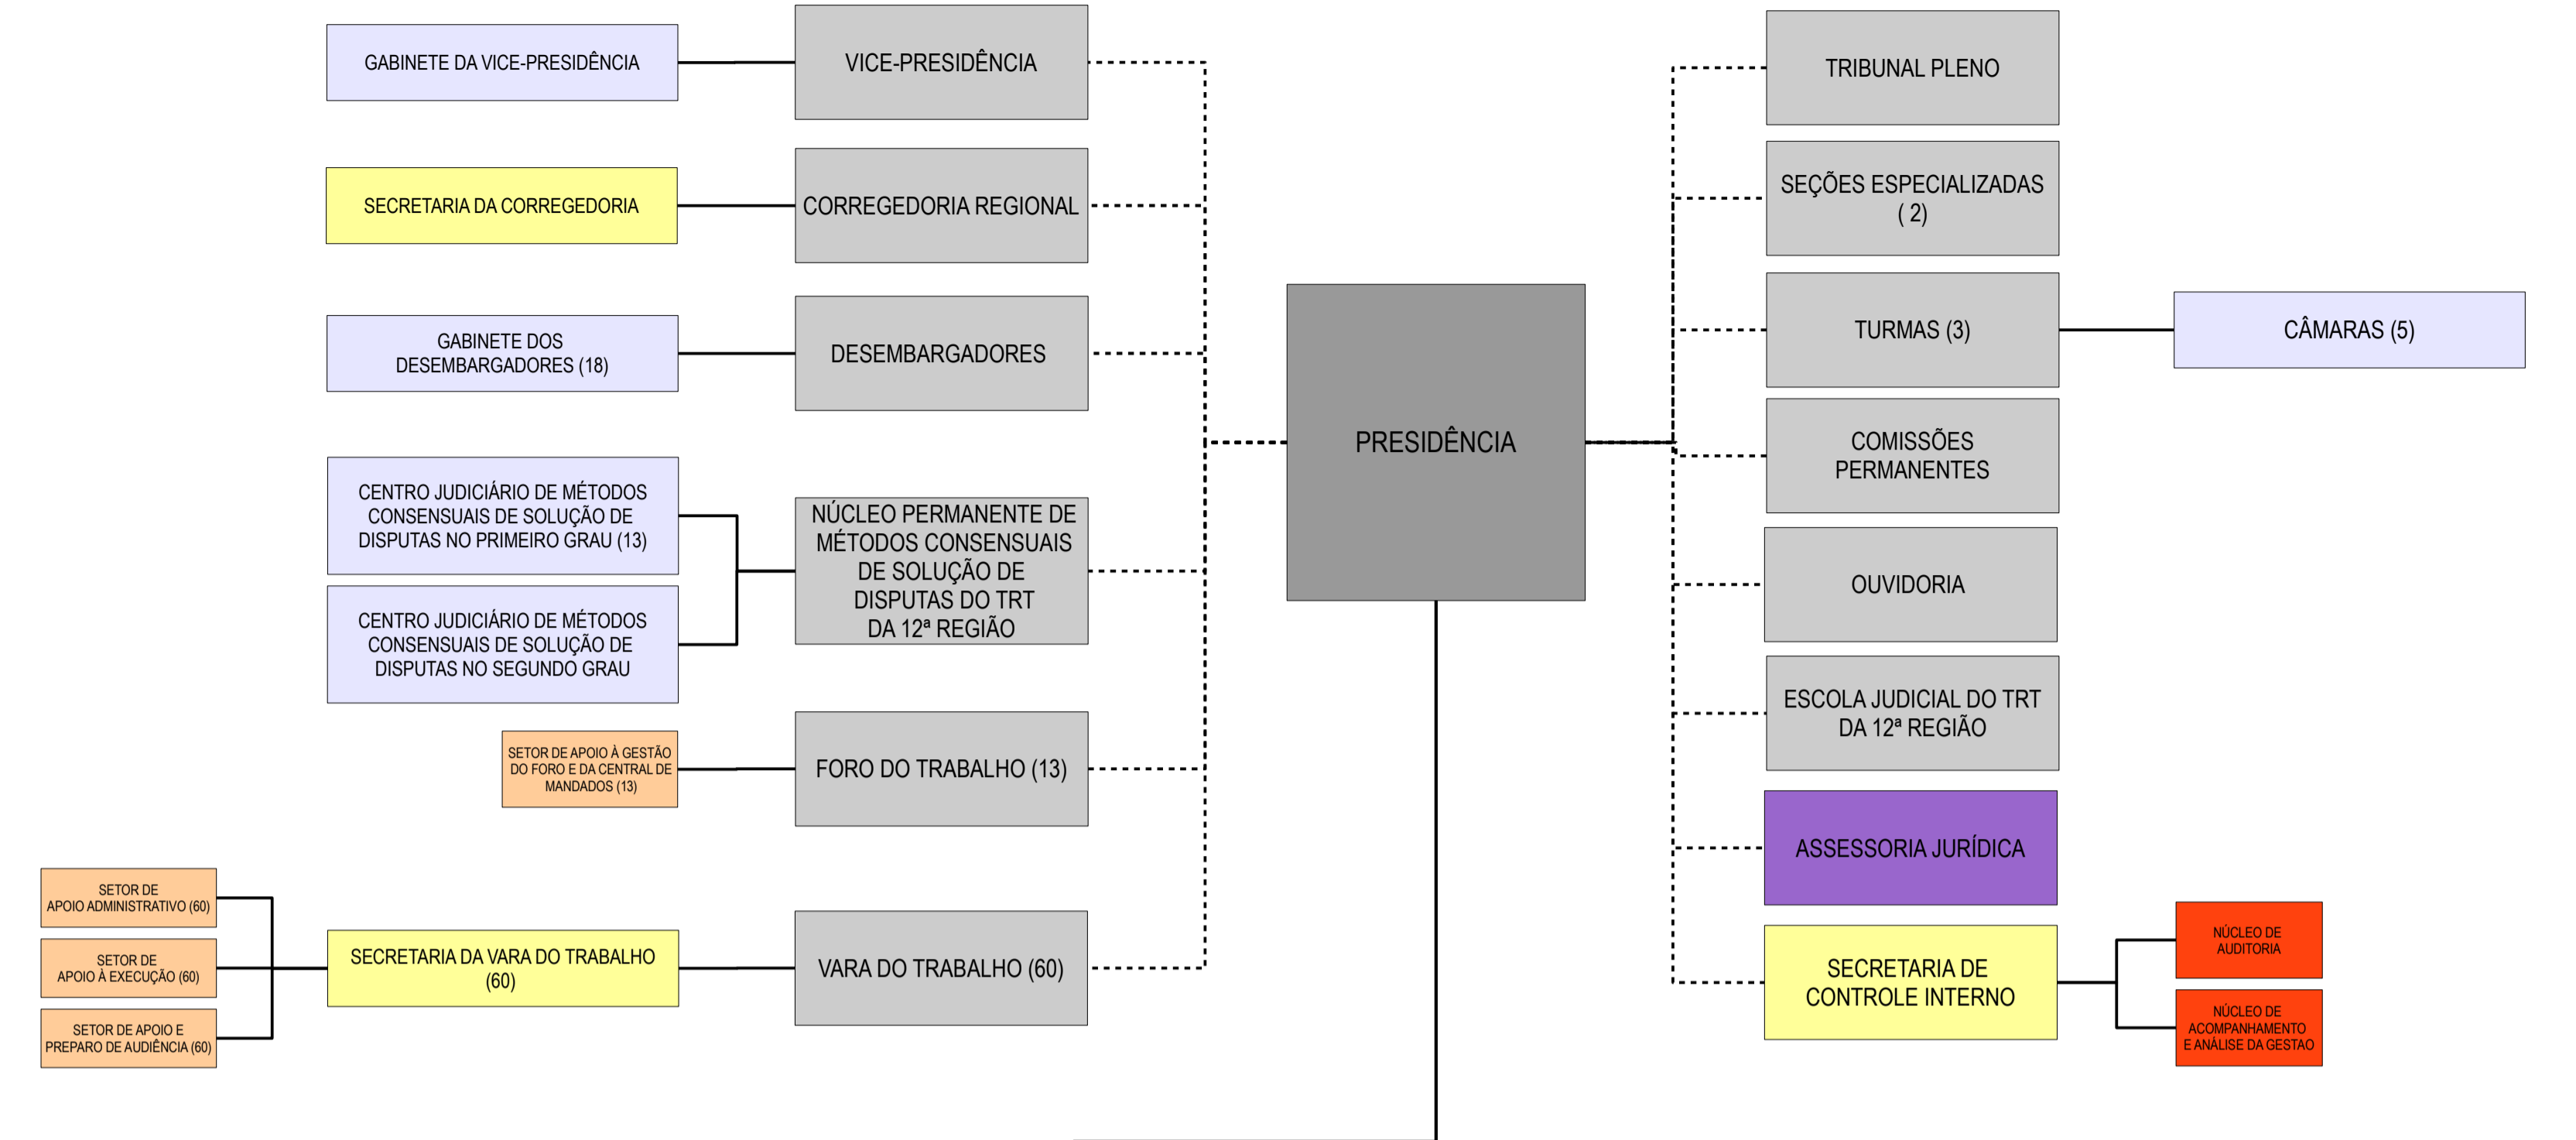 GABINETE DA VICE-PRESIDÊNCIA
VICE-PRESIDÊNCIA
SECRETARIA DA CORREGEDORIA
CORREGEDORIA REGIONAL
GABINETE DOS
DESEMBARGADORES (18)
DESEMBARGADORES
CENTRO JUDICIÁRIO DE MÉTODOS
CONSENSUAIS DE SOLUÇÃO DE
DISPUTAS NO PRIMEIRO GRAU (13)
CENTRO JUDICIÁRIO DE MÉTODOS
CONSENSUAIS DE SOLUÇÃO DE
DISPUTAS NO SEGUNDO GRAU
NÚCLEO PERMANENTE DE
MÉTODOS CONSENSUAIS
DE SOLUÇÃO DE
DISPUTAS DO TRT
DA 12ª REGIÃO
SETOR DE APOIO À GESTÃO
DO FORO E DA CENTRAL DE
MANDADOS (13)
FORO DO TRABALHO (13)
SETOR DE
APOIO ADMINISTRATIVO (60)
SETOR DE
APOIO À EXECUÇÃO (60)
SETOR DE APOIO E
PREPARO DE AUDIÊNCIA (60)
SECRETARIA DA VARA DO TRABALHO
(60)
VARA DO TRABALHO (60)
PRESIDÊNCIA
TRIBUNAL PLENO
SEÇÕES ESPECIALIZADAS
( 2)
TURMAS (3)
CÂMARAS (5)
COMISSÕES
PERMANENTES
OUVIDORIA
ESCOLA JUDICIAL DO TRT
DA 12ª REGIÃO
ASSESSORIA JURÍDICA
SECRETARIA DE
CONTROLE INTERNO
NÚCLEO DE
AUDITORIA
NÚCLEO DE
ACOMPANHAMENTO
E ANÁLISE DA GESTAO